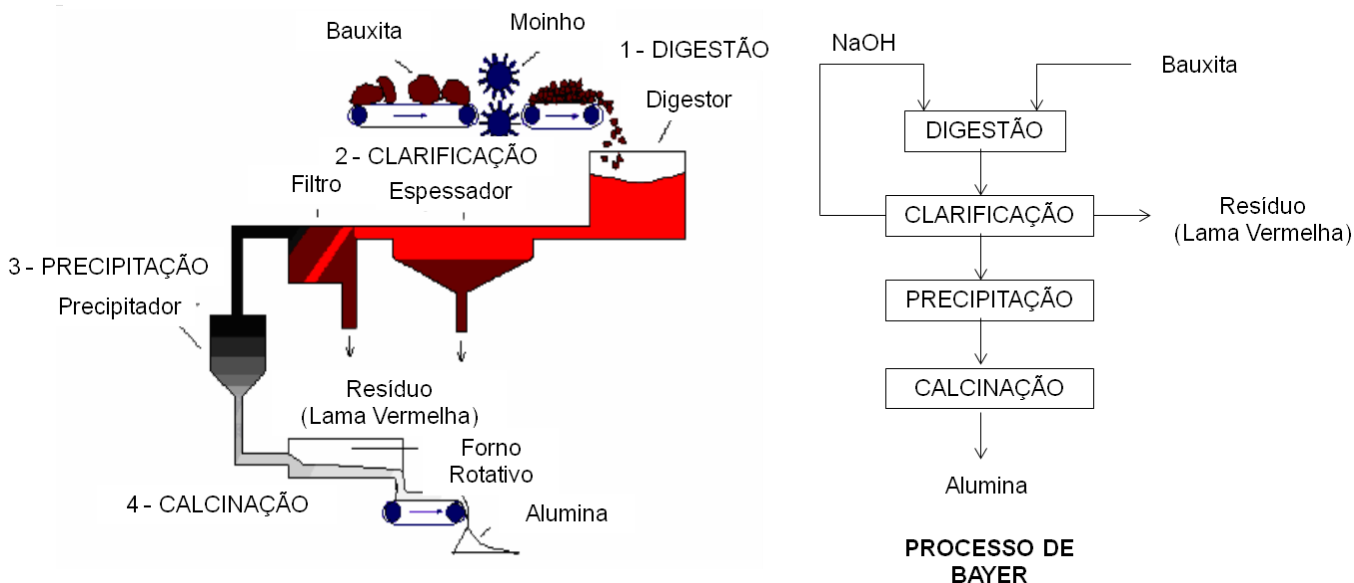 Bauxita
Moinho
1 - DIGESTÃO
Digestor
2 - CLARIFICAÇÃO
Filtro
Espessador
3 - PRECIPITAÇÃO
Precipitador
Resíduo
(Lama Vermelha)
Forno
Rotativo
4 - CALCINAÇÃO
Alumina
NaOH
Bauxita
DIGESTÃO
CLARIFICAÇÃO
Resíduo
(Lama Vermelha)
PRECIPITAÇÃO
CALCINAÇÃO
Alumina
PROCESSO DE
BAYER